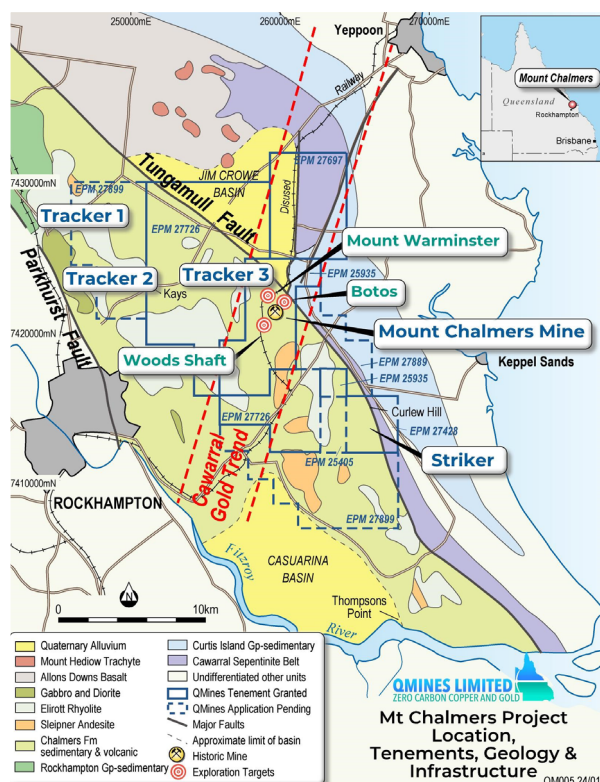 250000mE
260000mE
270000mE
Yeppoon
Mount Chalmers
Queensland
Rockhampton
Brisbane
Railway
JIM CROWE
BASIN
Disused
EPM 27697
7430000mN
EPM 27899
Tungamull Fault
Tracker 1
EPM 27726
Mount Warminster
Tracker 2
Tracker 3
EPM 25935
Kays
Botos
Parkhurst Fault
7420000mN
Mount Chalmers Mine
Woods Shaft
Keppel Sands
EPM 27889
EPM 25935
Curlew Hill
EPM 27726
EPM 27428
Cawarral
Gold Trend
Striker
EPM 25405
7410000mN
ROCKHAMPTON
EPM 27899
CASUARINA
BASIN
Fitzroy
River
Thompsons
Point
0
10km
N
Quaternary Alluvium
Mount Hediow Trachyte
Allons Downs Basalt
Gabbro and Diorite
Elirott Rhyolite
Sleipner Andesite
Chalmers Fm
sedimentary & volcanic
Rockhampton Gp-sedimentary
Curtis Island Gp-sedimentary
Cawarral Sepentinite Belt
Undifferentiated other units
QMines Tenement Granted
QMines Application Pending
Major Faults
Approximate limit of basin
Historic Mine
Exploration Targets
QMINES LIMITED
ZERO CARBON COPPER AND GOLD
Mt Chalmers Project
Location,
Tenements, Geology &
Infrastructure
QM005 24/01